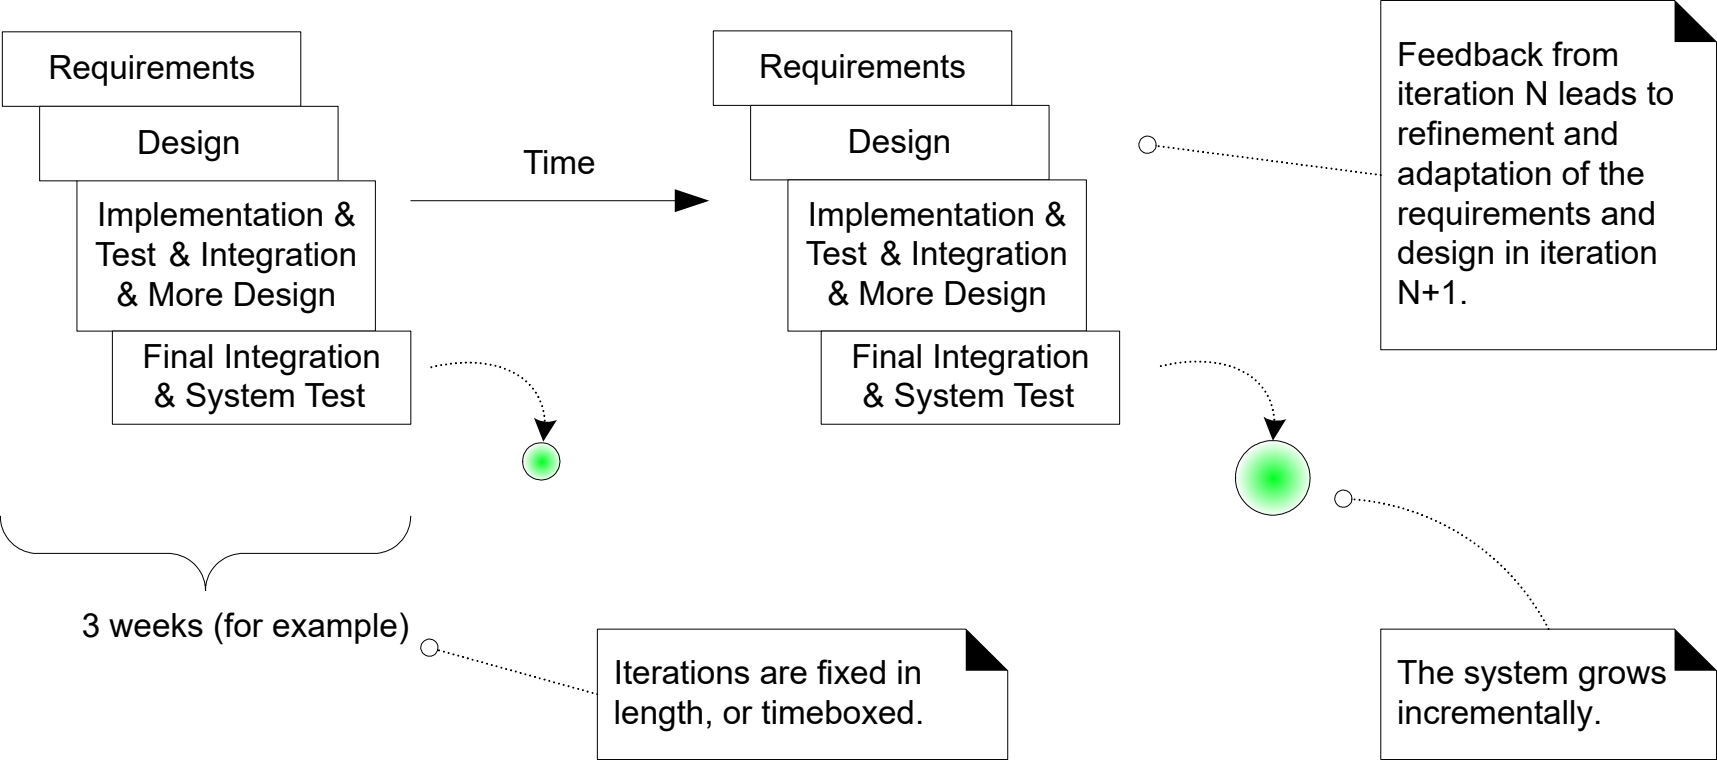 Requirements
Design
Implementation &
Test & Integration
& More Design
Final Integration
& System Test
Time
Requirements
Design
Implementation &
Test & Integration
& More Design
Final Integration
& System Test
Feedback from
iteration N leads to
refinement and
adaptation of the
requirements and
design in iteration
N+1.
3 weeks (for example)
Iterations are fixed in
length, or timeboxed.
The system grows
incrementally.